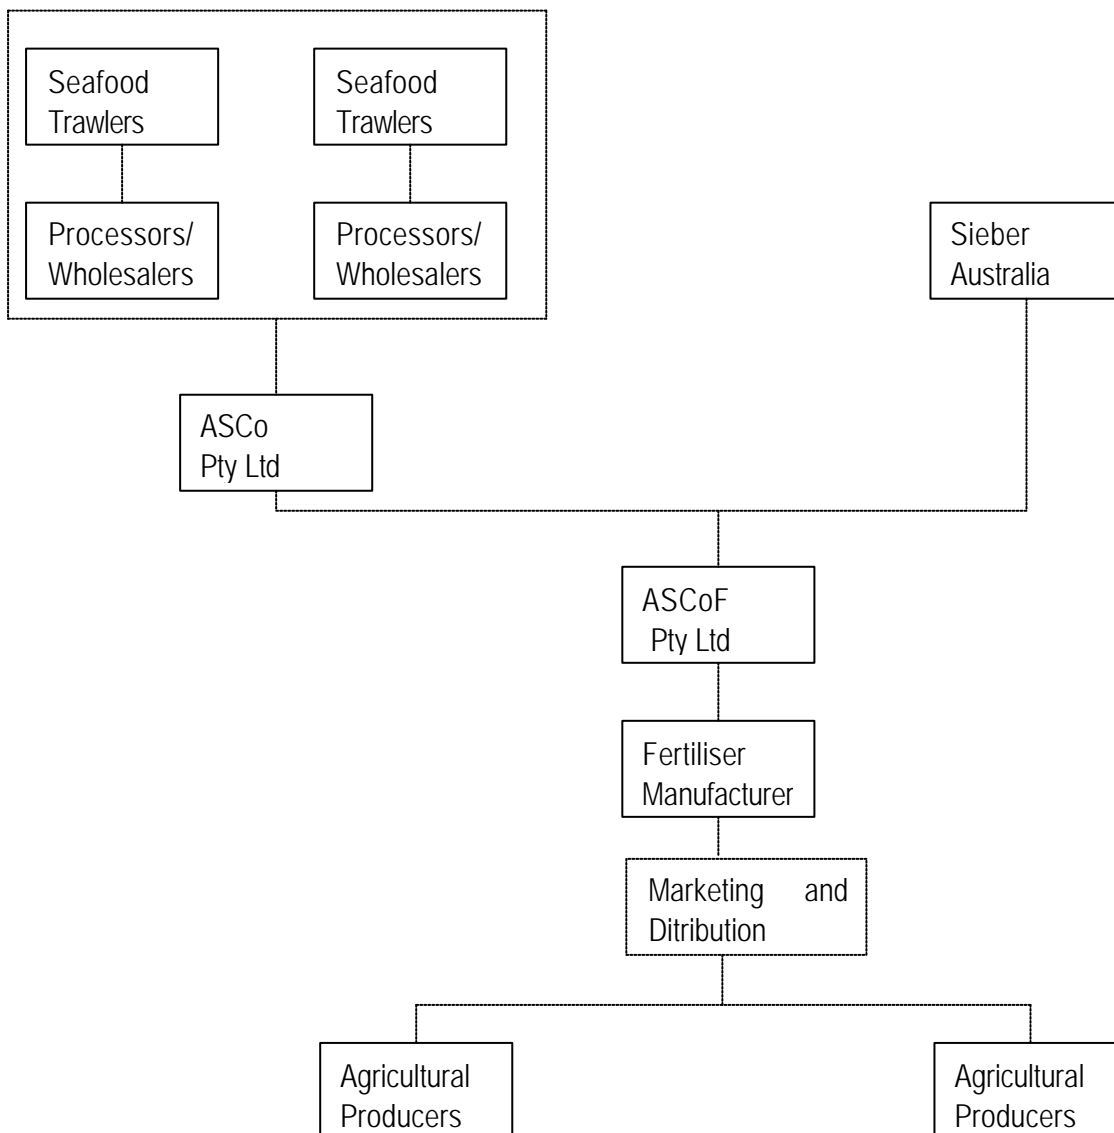 Seafood
Trawlers
Seafood
Trawlers
Processors/
Wholesalers
Processors/
Wholesalers
Sieber
Australia
ASCo
Pty Ltd
ASCoF
Pty Ltd
Fertiliser
Manufacturer
Marketing and
Ditribution
Agricultural
Producers
Agricultural
Producers